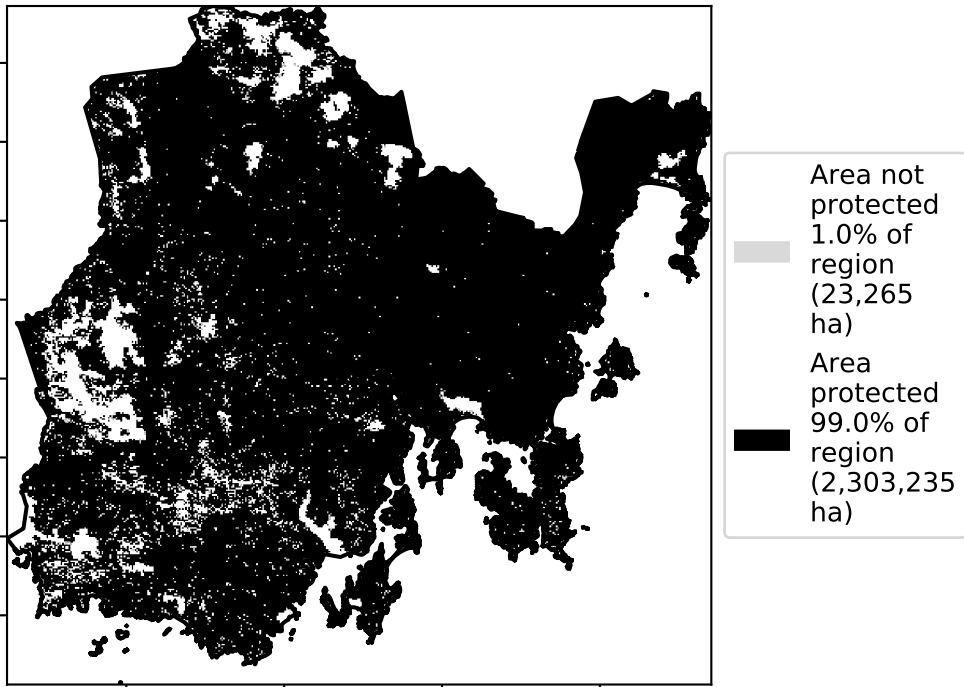 Area not
protected
1.0% of
region
(23,265
ha)
Area
protected
99.0% of
region
(2,303,235
ha)